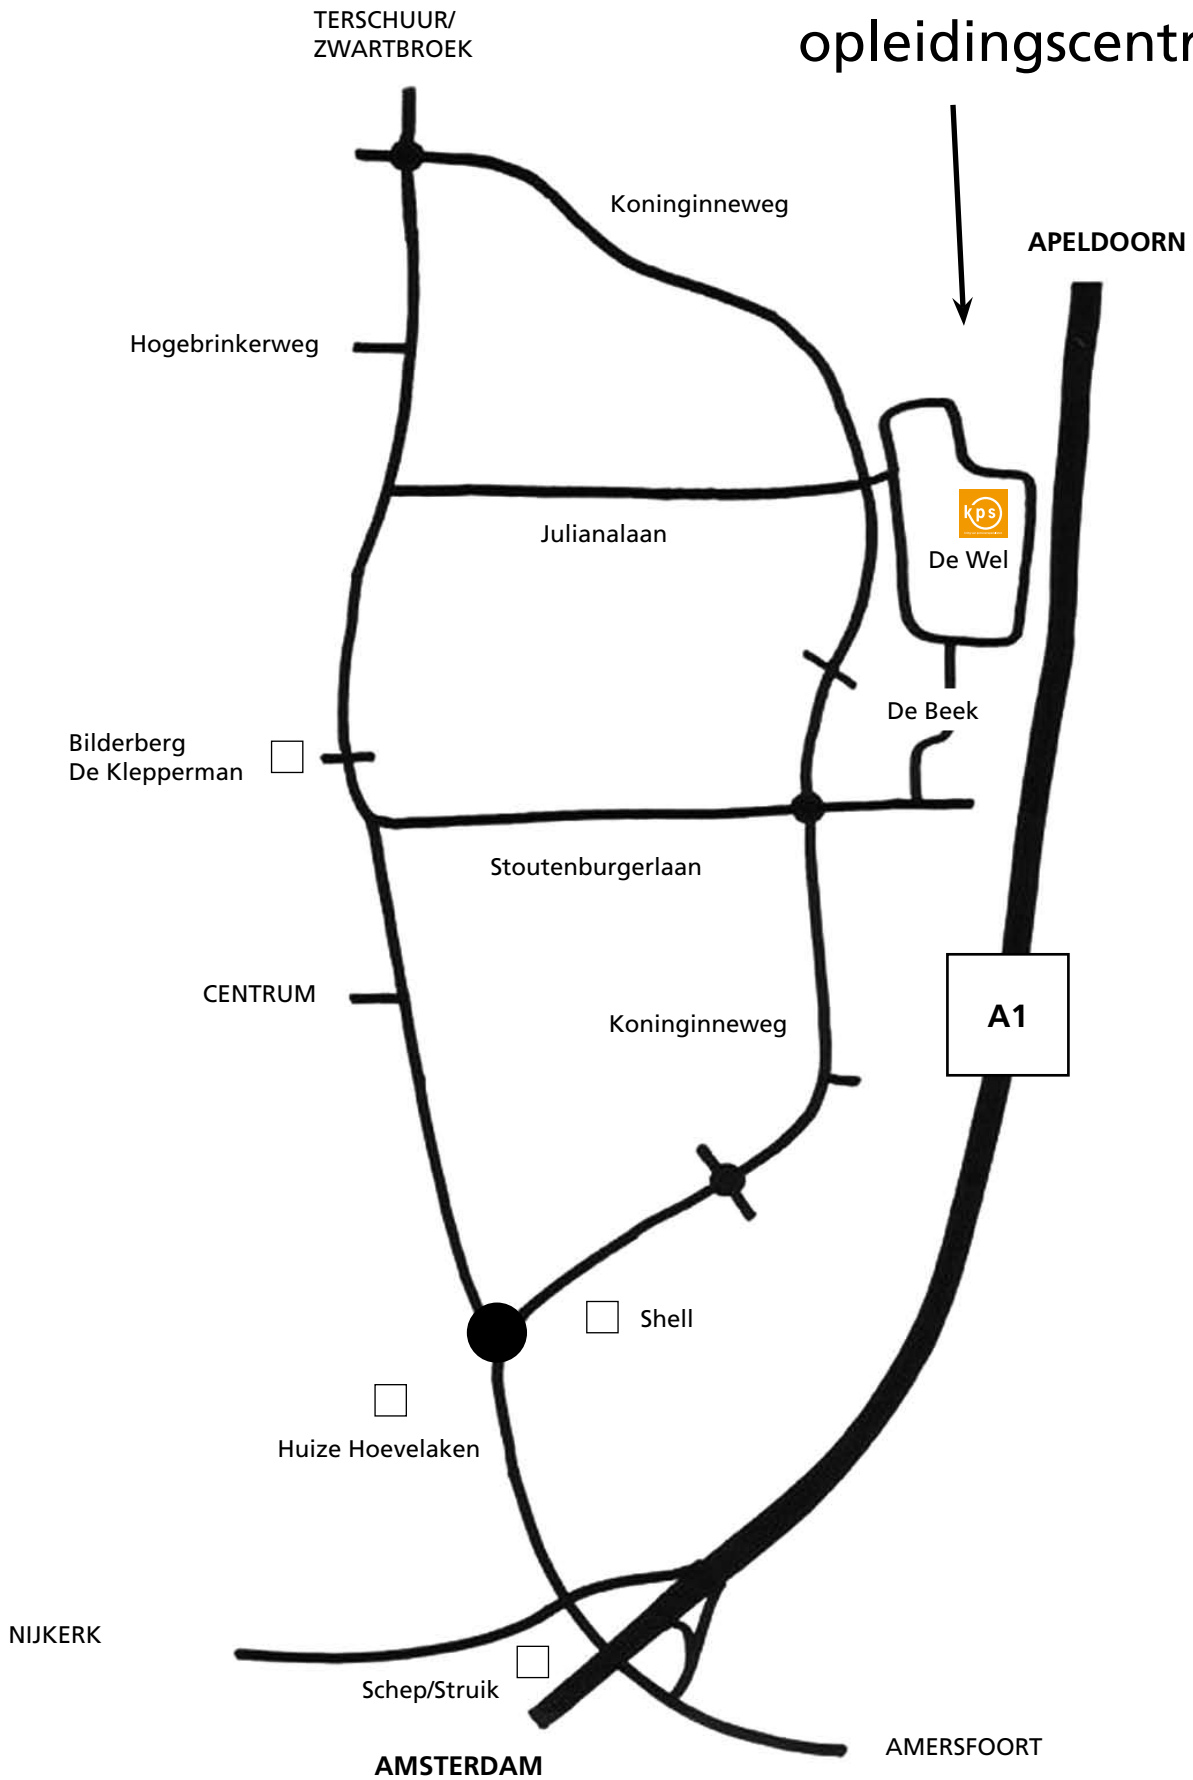 TERSCHUUR/
ZWARTBROEK
opleidingscentr
Koninginneweg
APELDOORN
Hogebrinkerweg
kps
Julianalaan
De Wel
De Beek
Bilderberg
De Klepperman
Stoutenburgerlaan
CENTRUM
Koninginneweg
A1
Shell
Huize Hoevelaken
NIJKERK
Schep/Struik
AMERSFOORT
AMSTERDAM